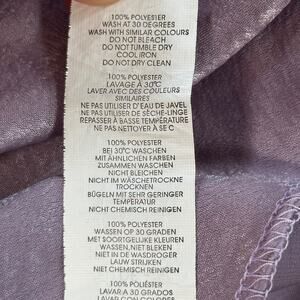 100% POLYESTER
WASH AT 30 DEGREES
WASH WITH SIMILAR COLOURS
DO NOT BLEACH
DO NOT TUMBLE DRY
COOL IRON
DO NOT DRY CLEAN
100% POLYESTER
LAVAGE A 30°C
LAVER AVEC DES COULEURS
SIMILAIRES
NE PAS UTILISER D'EAU DE JAVEL
NE PAS UTILISER DE SÈCHE-LINGE
REPASSER À BASSE TEMPÉRATURE
NE PAS NETTOYER À SEC
100% POLYESTER
BEI 30°C WASCHEN
MIT ÄHNLICHEN FARBEN
ZUSAMMEN WASCHEN
NICHT BLEICHEN
NICHT IM WÄSCHETROCKNE
TROCKNEN
BÜGELN MIT SEHR GERINGER
TEMPERATUR
NICHT CHEMISCH REINIGEN
100% POLYESTER
WASSEN OP 30 GRADEN
MET SOORTGELIJKE KLEUREN
WASSEN, NIET BLEKEN
NIET IN DE WASDROGER
LAUW STRIJKEN
NIET CHEMISCH REINIGEN
100% POLIÉSTER
LAVAR A 30 GRADOS
LAVAR CON COLORES